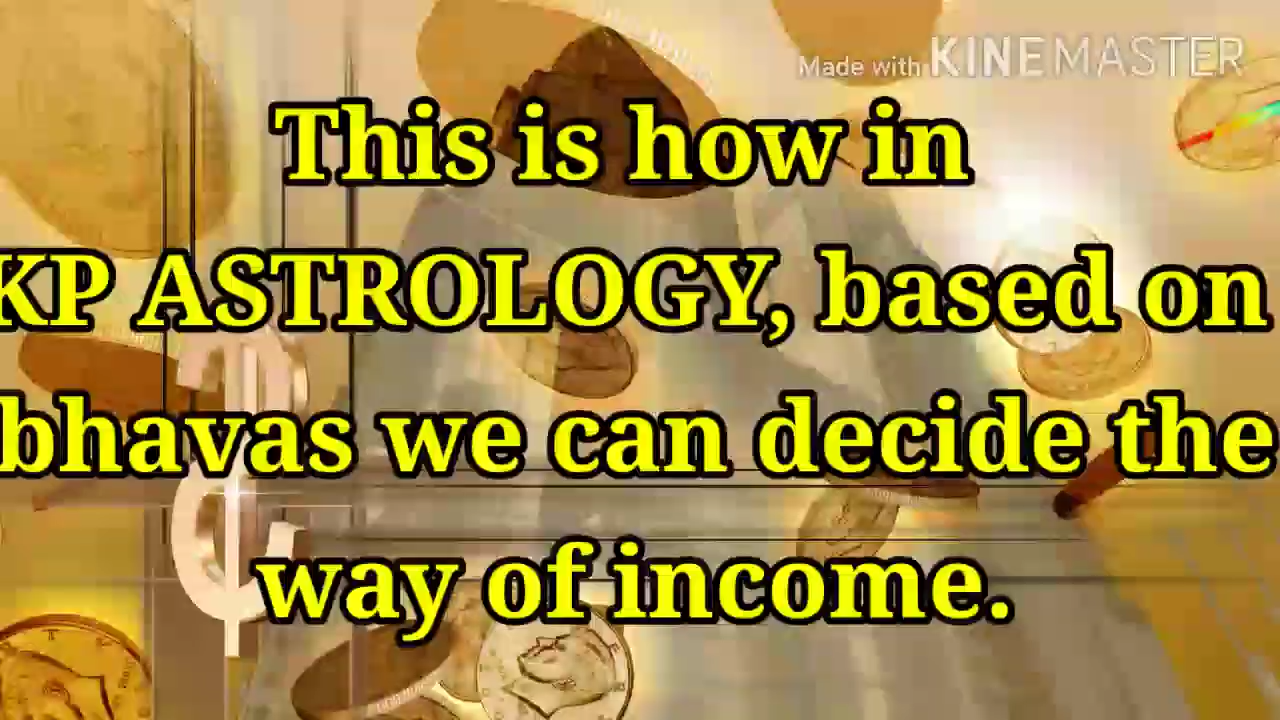 Made with KINEMASTER
This is how in
KP ASTROLOGY, based on
bhavas we can decide the
way of income.